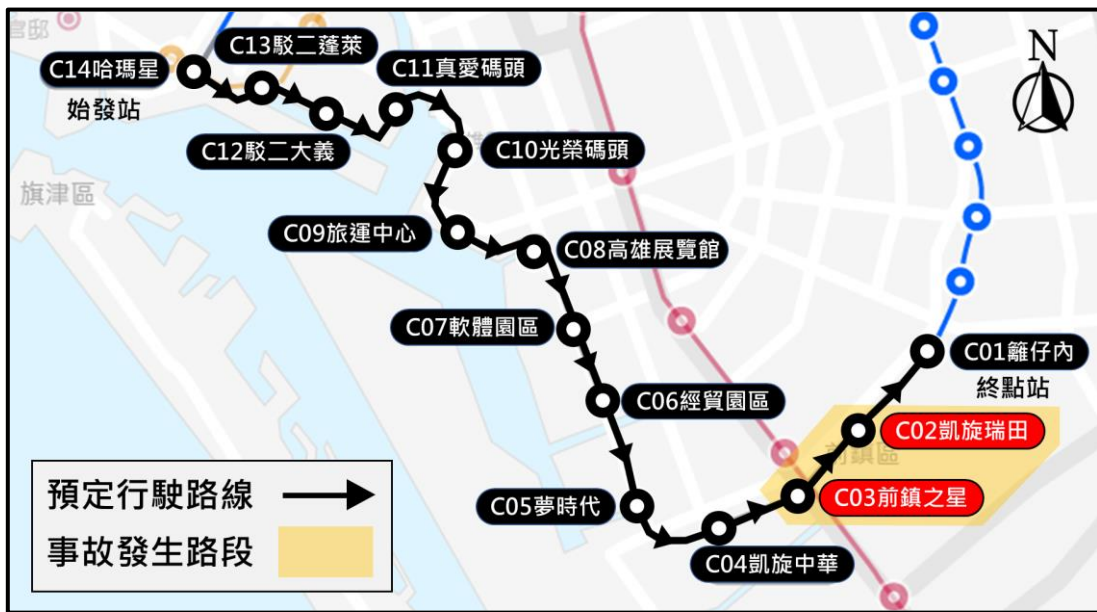 官邸
C13駁二蓬萊
C11真愛碼頭
N
C14哈瑪星
始發站
C12駁二大義
C10光榮碼頭
旗津區
C09旅運中心
C08高雄展覽館
C07軟體園區
C01籬仔內
終點站
C06經貿園區
C02凱旋瑞田
前鎮區
C03前鎮之星
C05夢時代
C04凱旋中華
預定行駛路線
事故發生路段